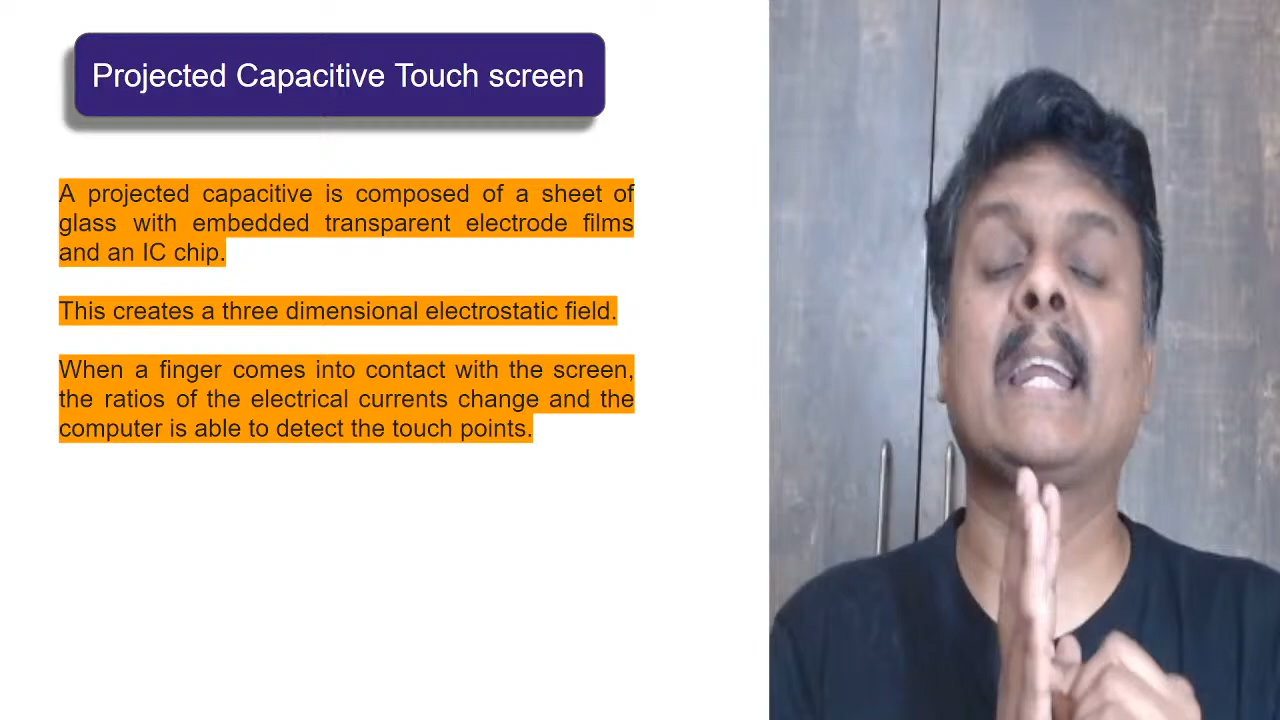 Projected Capacitive Touch screen
A projected capacitive is composed of a sheet of
glass with embedded transparent electrode films
and an IC chip.
This creates a three dimensional electrostatic field.
When a finger comes into contact with the screen,
the ratios of the electrical currents change and the
computer is able to detect the touch points.